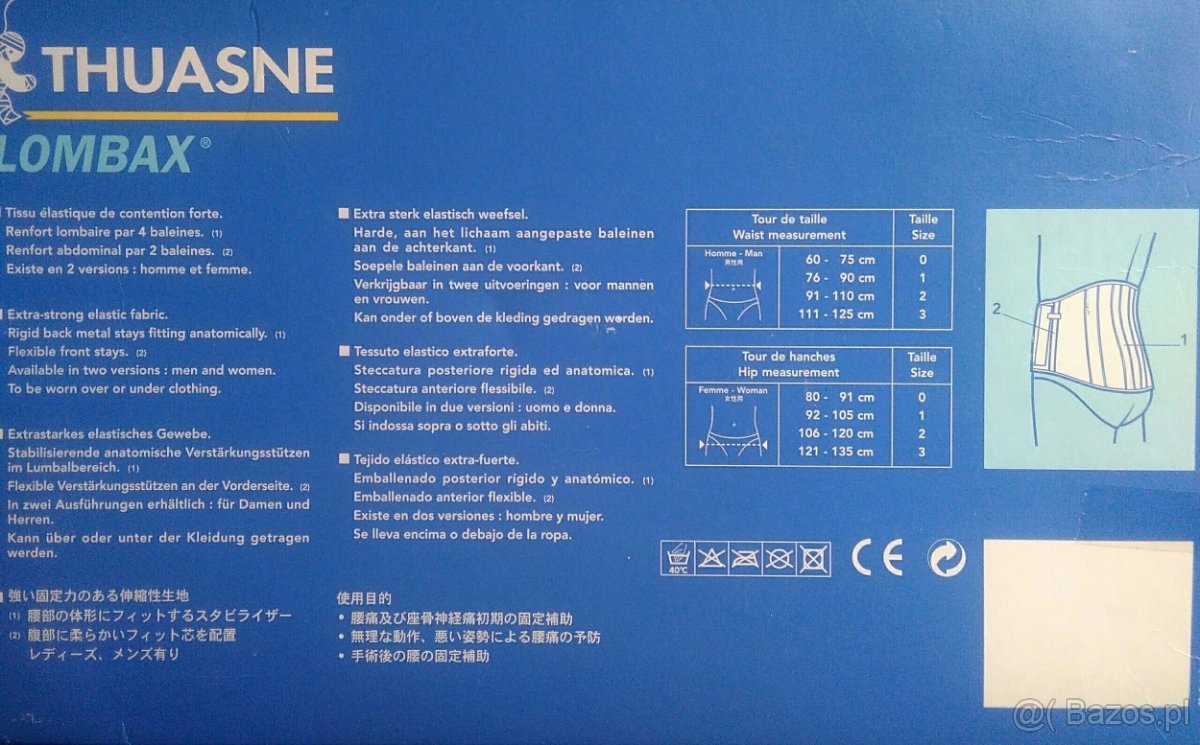 THUASNE
LOMBAX®
Tissu élastique de contention forte.
Renfort lombaire par 4 baleines. (1)
Renfort abdominal par 2 baleines. (2)
Existe en 2 versions : homme et femme.
Extra-strong elastic fabric.
Rigid back metal stays fitting anatomically. (1)
Flexible front stays. (2)
Available in two versions : men and women.
To be worn over or under clothing.
Extrastarkes elastisches Gewebe.
Stabilisierende anatomische Verstärkungsstützen
im Lumbalbereich. (1)
Flexible Verstärkungsstützen an der Vorderseite. (2)
In zwei Ausführungen erhältlich : für Damen und
Herren.
Kann über oder unter der Kleidung getragen
werden.
強い固定力のある伸縮性生地
(1) 腰部の体形にフィットするスタビライザー
(2) 腹部に柔らかいフィット芯を配置
レディーズ、メンズ有り
■ Extra sterk elastisch weefsel.
Harde, aan het lichaam aangepaste baleinen
aan de achterkant. (1)
Soepele baleinen aan de voorkant. (2)
Verkrijgbaar in twee uitvoeringen : voor mannen
en vrouwen.
Kan onder of boven de kleding gedragen worden.
■ Tessuto elastico extraforte.
Steccatura posteriore rigida ed anatomica. (1)
Steccatura anteriore flessibile. (2)
Disponibile in due versioni : uomo e donna.
Si indossa sopra o sotto gli abiti.
■ Tejido elástico extra-fuerte.
Emballenado posterior rígido y anatómico. (1)
Emballenado anterior flexible. (2)
Existe en dos versiones : hombre y mujer.
Se lleva encima o debajo de la ropa.
使用目的
• 腰痛及び座骨神経痛初期の固定補助
• 無理な動作、悪い姿勢による腰痛の予防
• 手術後の腰の固定補助
Tour de taille Taille
Waist measurement Size
Homme - Man
男性用
60 - 75 cm 0
76 - 90 cm 1
91 - 110 cm 2
111 - 125 cm 3
Tour de hanches Taille
Hip measurement Size
Femme - Woman
女性用
80 - 91 cm 0
92 - 105 cm 1
106 - 120 cm 2
121 - 135 cm 3
2
1
40°C
CE
@( Bazos.pl